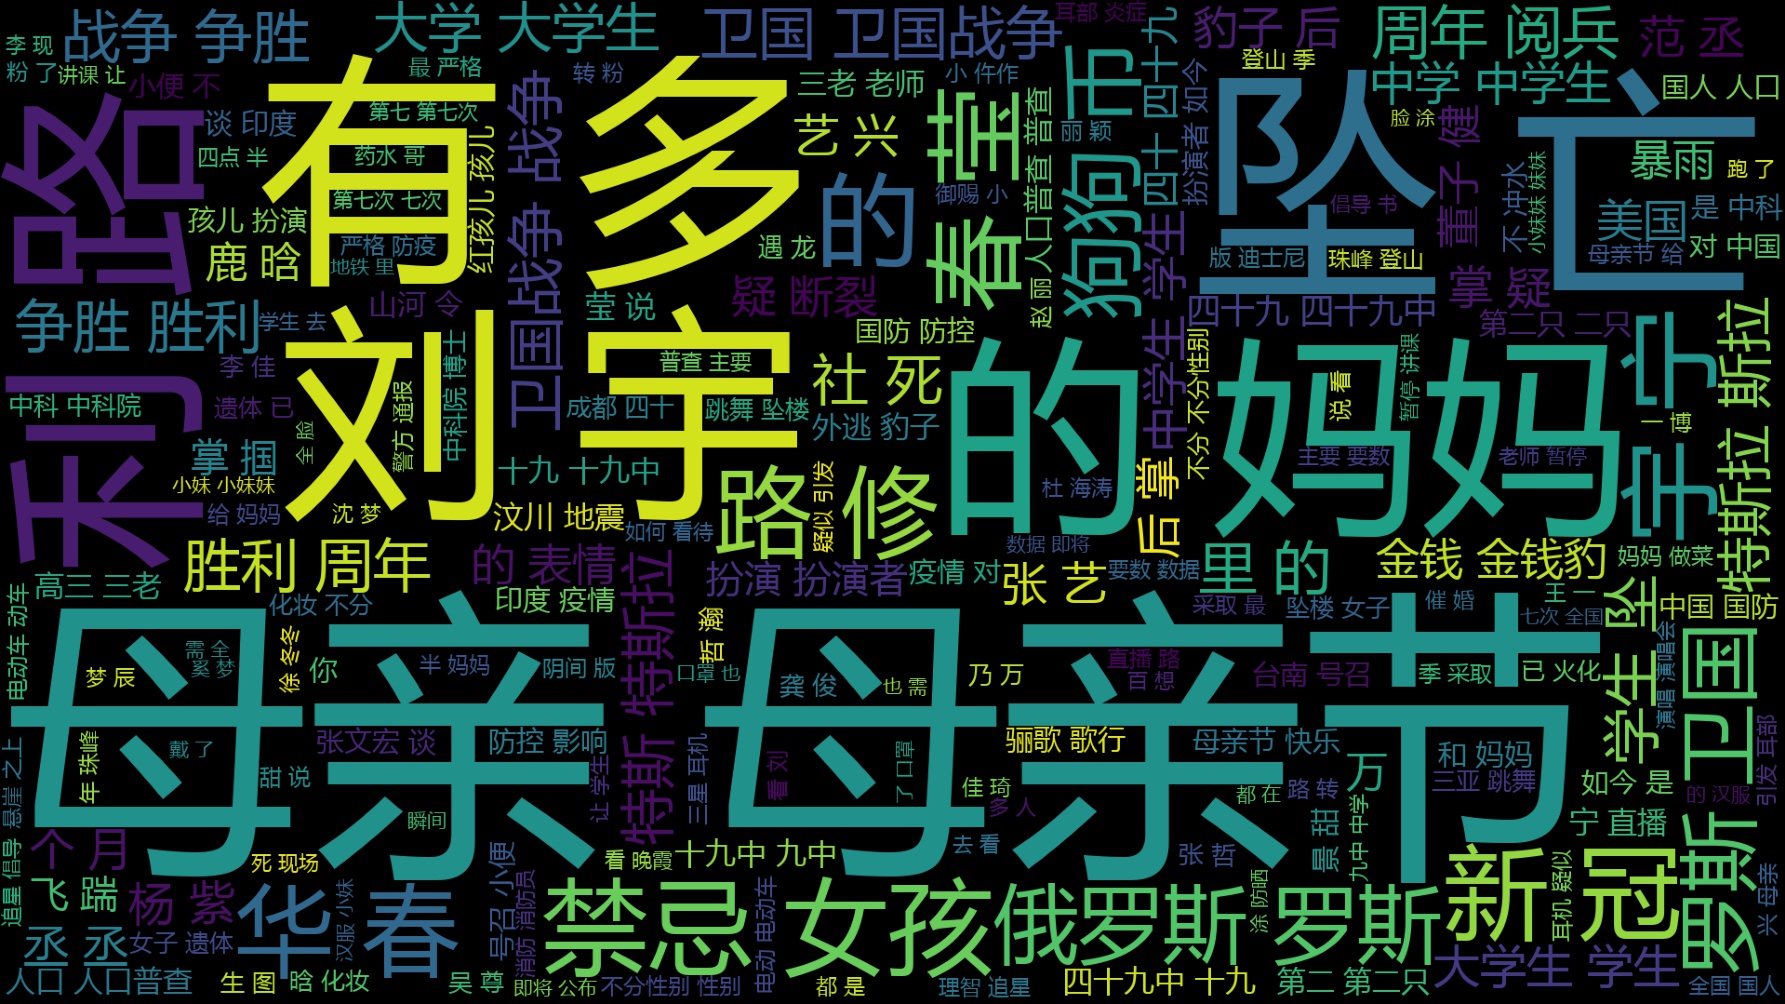 李 现
粉 了
讲课 让
战争 争胜
小便 不
大学 大学生
最 严格
转 粉
卫国 卫国战争
耳部 炎症
豹子 后
周年 阅兵
范 丞
登山 季
中学 中学生
国人 人口
路
谈 印度
四点 半
第七 第七次
药水 哥
第七次 七次
有 多
三老 老师
艺 兴
小 仵作
春 莹
普查 普查
丽 颖
市
狗狗
四十 四十九
扮演者 如今
坠 亡
脸 涂
董子 健
暴雨
跑 了
不 冲水
小妹妹 妹妹
美国
是 中科
对 中国
倡导 书
母亲节 给
孩儿 扮演
鹿 晗
严格 防疫
地铁 里
红孩儿 孩儿
战争 战争
卫国战争 卫国
遇 龙
的
御赐 小
赵 丽
人口 普查
版 迪士尼
珠峰 登山
争胜 胜利
学生 去
山河 令
莹 说
疑 断裂
国防 防控
中学生 学生
四十九 四十九中
掌 疑
第二只 二只
利
李 佳
中科 中科院
遗体 已
掌 掴
全 脸
警方 通报
中科院 博士
刘 宇
普查 主要
社 死
成都 四十
跳舞 坠楼
外逃 豹子
的 妈妈
不分 不分性别
说 看
暂停 讲课
宁 宁
特斯拉 斯拉
一 博
主要 要数
老师 暂停
小妹 小妹妹
给 妈妈
沈 梦
十九 十九中
汶川 地震
如何 看待
路 修
疑似 引发
杜 海涛
后 掌
数据 即将
胜利 周年
的 表情
高三 三老
化妆 不分
印度 疫情
特斯 特斯拉
扮演 扮演者
疫情 对
张 艺
要数 数据
里 的
金钱 金钱豹
妈妈 做菜
采取 最
坠楼 女子
催 婚
王 一
七次 全国
坠
学生
中国 国防
电动车 动车
梦 辰
需 全
奚 梦
徐 冬冬
你
半 妈妈
阴间 版
哲 瀚
口罩 也
直播 路
百 想
龚 俊
也 需
乃 万
台南 号召
季 采取
已 火化
演唱 演唱会
卫国
母亲 母亲节
年 珠峰
戴 了
张文宏 谈
防控 影响
甜 说
瞬间
让 学生
三星 耳机
看 刘
了 口罩
骊歌 歌行
佳 琦
多 人
母亲节 快乐
万
和 妈妈
三亚 跳舞
如今 是
的 汉服
引发 耳部
都 在
路 转
景 甜
九中 中学
宁 直播
悬崖 之上
追星 倡导
个 月
死 现场
看 晚霞
十九中 九中
去 看
张 哲
飞 踹
杨 紫
华 春
汉服 小妹
号召 小便
消防 消防员
禁忌 女孩
电动 电动车
俄罗斯 罗斯
涂 防晒
新 冠
耳机 疑似
罗斯
兴 母亲
丞 丞
女子 遗体
人口 人口普查
生 图
晗 化妆
吴 尊
即将 公布
不分性别 性别
都 是
理智 追星
四十九中 十九
第二 第二只
大学生 学生
全国 国人